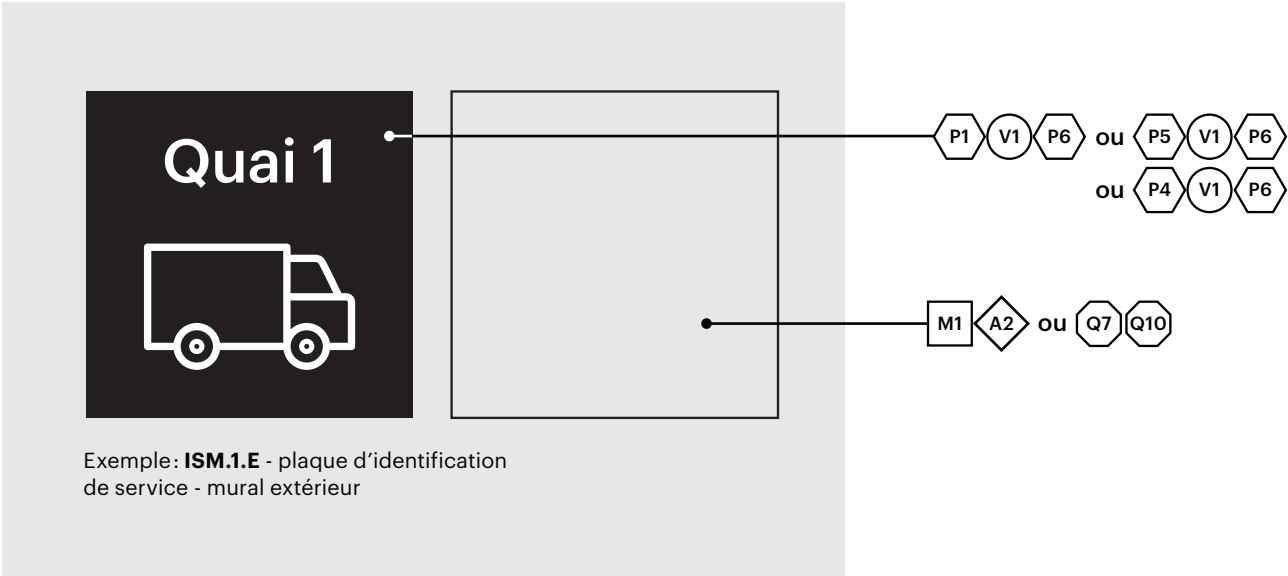 Quai 1
P1 V1 P6 ou P5 V1 P6
ou P4 V1 P6
M1 A2 ou Q7 Q10
Exemple : ISM.1.E - plaque d’identification
de service - mural extérieur